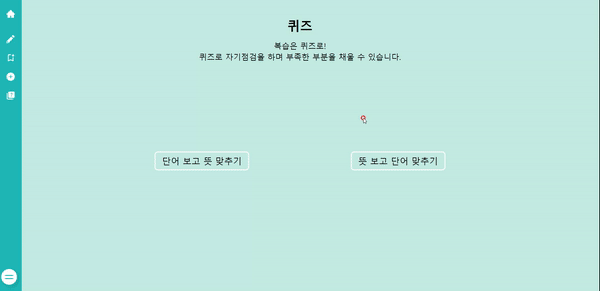 퀴즈
복습은 퀴즈로!
퀴즈로 자기점검을 하며 부족한 부분을 채울 수 있습니다.
단어 보고 뜻 맞추기
뜻 보고 단어 맞추기